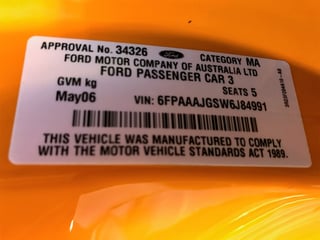 APPROVAL No. 34326 Ford CATEGORY MA
FORD MOTOR COMPANY OF AUSTRALIA LTD
FORD PASSENGER CAR 3
GVM kg SEATS 5
May06 VIN: 6FPAAAJGSW6J84991
THIS VEHICLE WAS MANUFACTURED TO COMPLY
WITH THE MOTOR VEHICLE STANDARDS ACT 1989.